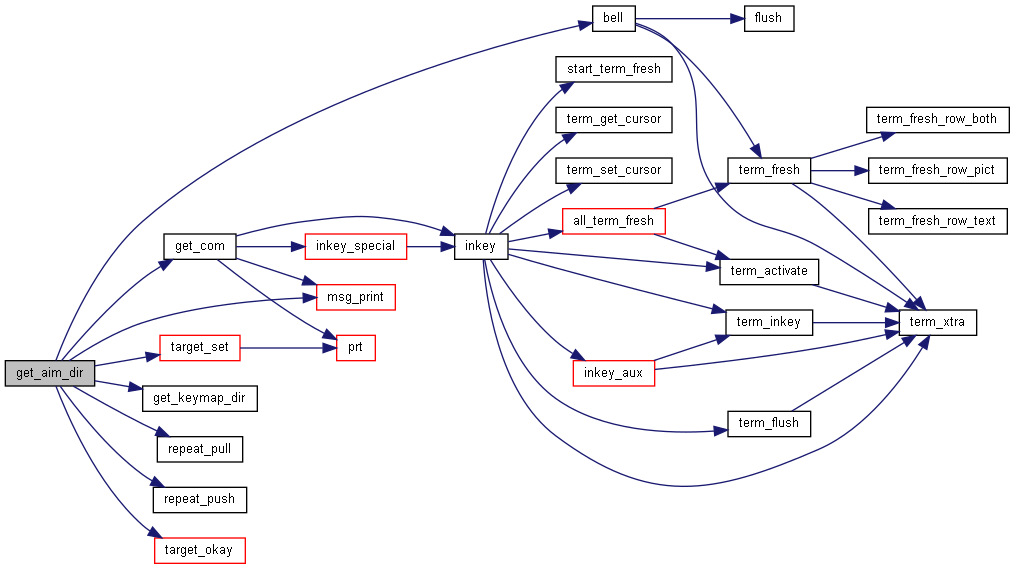 bell
flush
start_term_fresh
term_get_cursor
term_fresh_row_both
term_set_cursor
term_fresh
term_fresh_row_pict
all_term_fresh
term_fresh_row_text
get_com
inkey_special
inkey
term_activate
msg_print
term_inkey
term_xtra
target_set
prt
get_aim_dir
inkey_aux
get_keymap_dir
term_flush
repeat_pull
repeat_push
target_okay